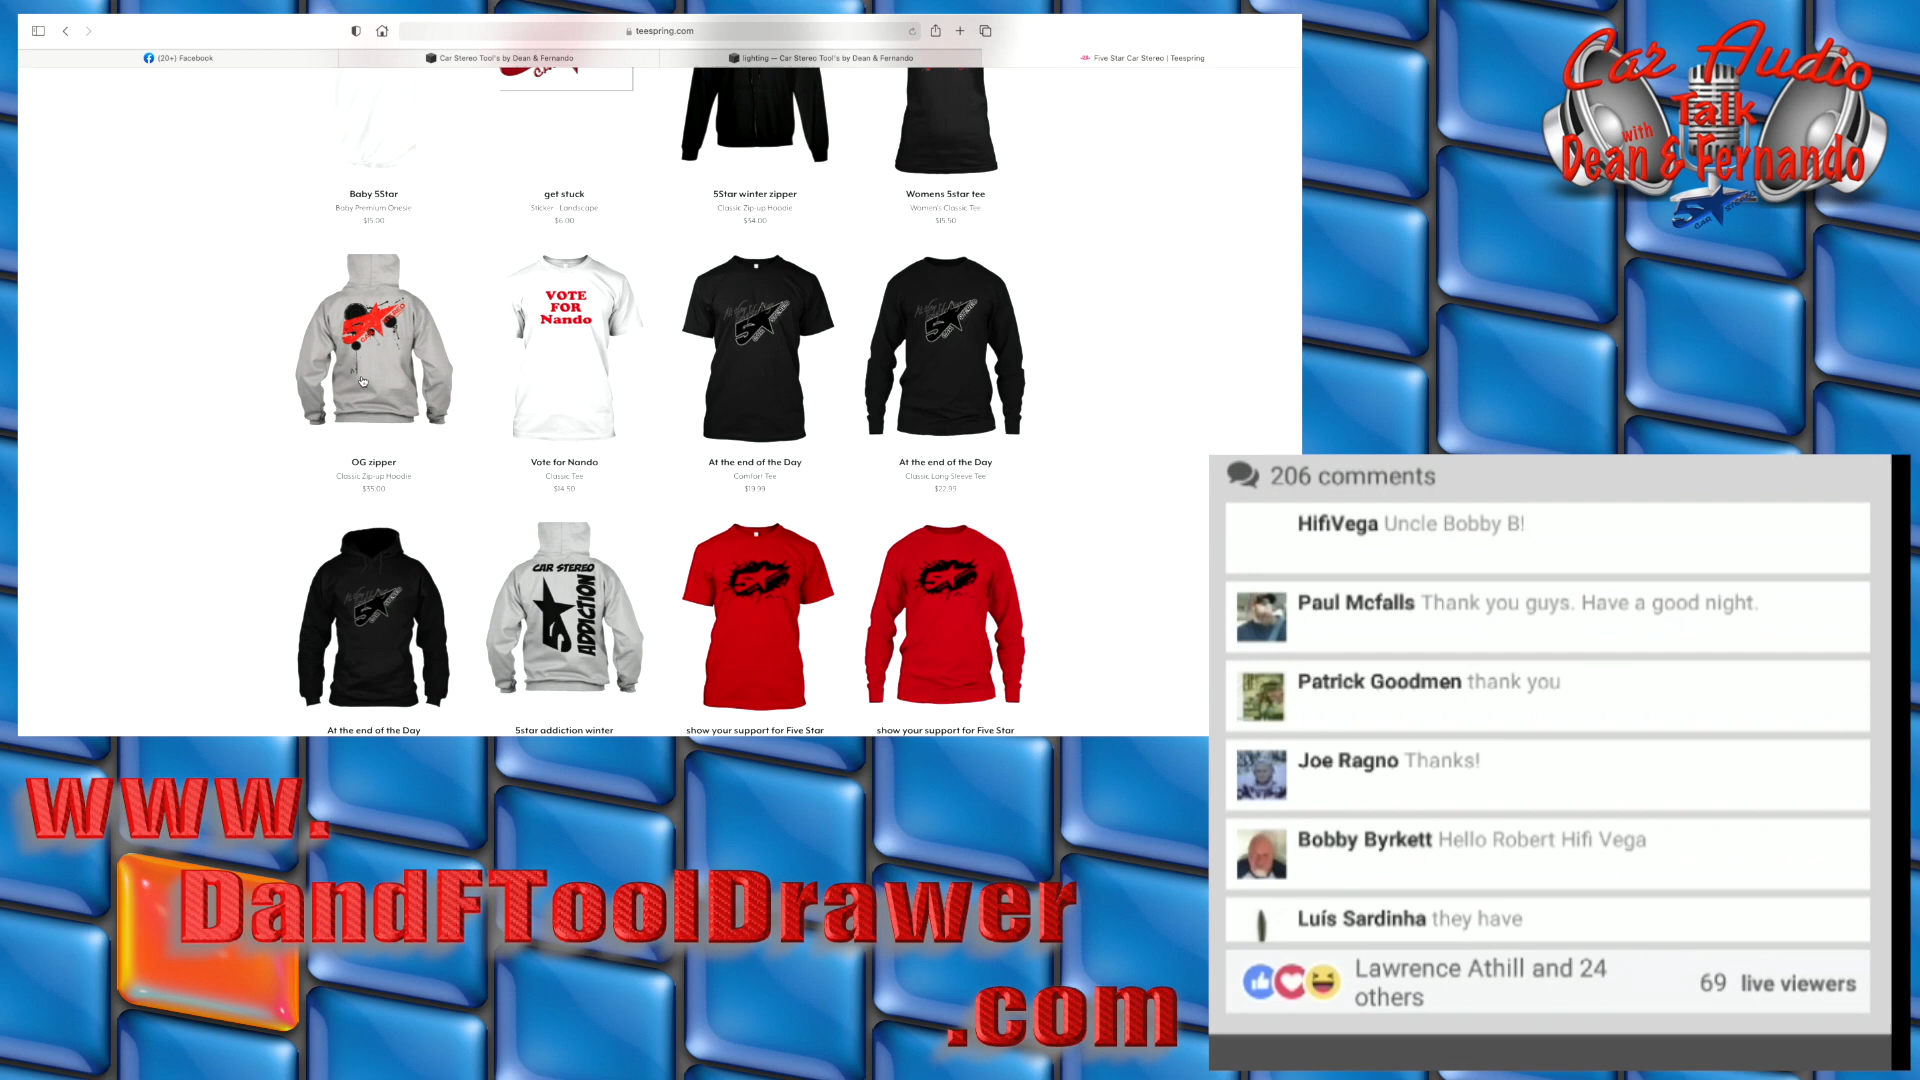 teespring.com
(20+) Facebook
Car Stereo Tool's by Dean & Fernando
lighting — Car Stereo Tool's by Dean & Fernando
Five Star Car Stereo | Teespring
Baby 5Star
Baby Premium Onesie
$15.00
get stuck
Sticker - Landscape
$6.00
5Star winter zipper
Classic Zip-up Hoodie
$34.00
Womens 5star tee
Women's Classic Tee
$15.50
VOTE
FOR
Nando
OG zipper
Classic Zip-up Hoodie
$35.00
Vote for Nando
Classic Tee
$14.50
At the end of the Day
Comfort Tee
$19.99
At the end of the Day
Classic Long Sleeve Tee
$22.99
CAR STEREO
5
ADDICTION
At the end of the Day
5star addiction winter
show your support for Five Star
show your support for Five Star
Car Audio
Talk
with
Dean & Fernando
5 CAR STEREO
206 comments
HifiVega Uncle Bobby B!
Paul Mcfalls Thank you guys. Have a good night.
Patrick Goodmen thank you
Joe Ragno Thanks!
Bobby Byrkett Hello Robert Hifi Vega
Luís Sardinha they have
Lawrence Athill and 24
others
69 live viewers
www.
DandFToolDrawer
.com